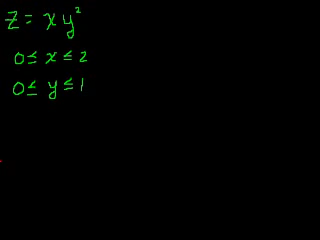 z = xy²
0 ≤ x ≤ 2
0 ≤ y ≤ 1